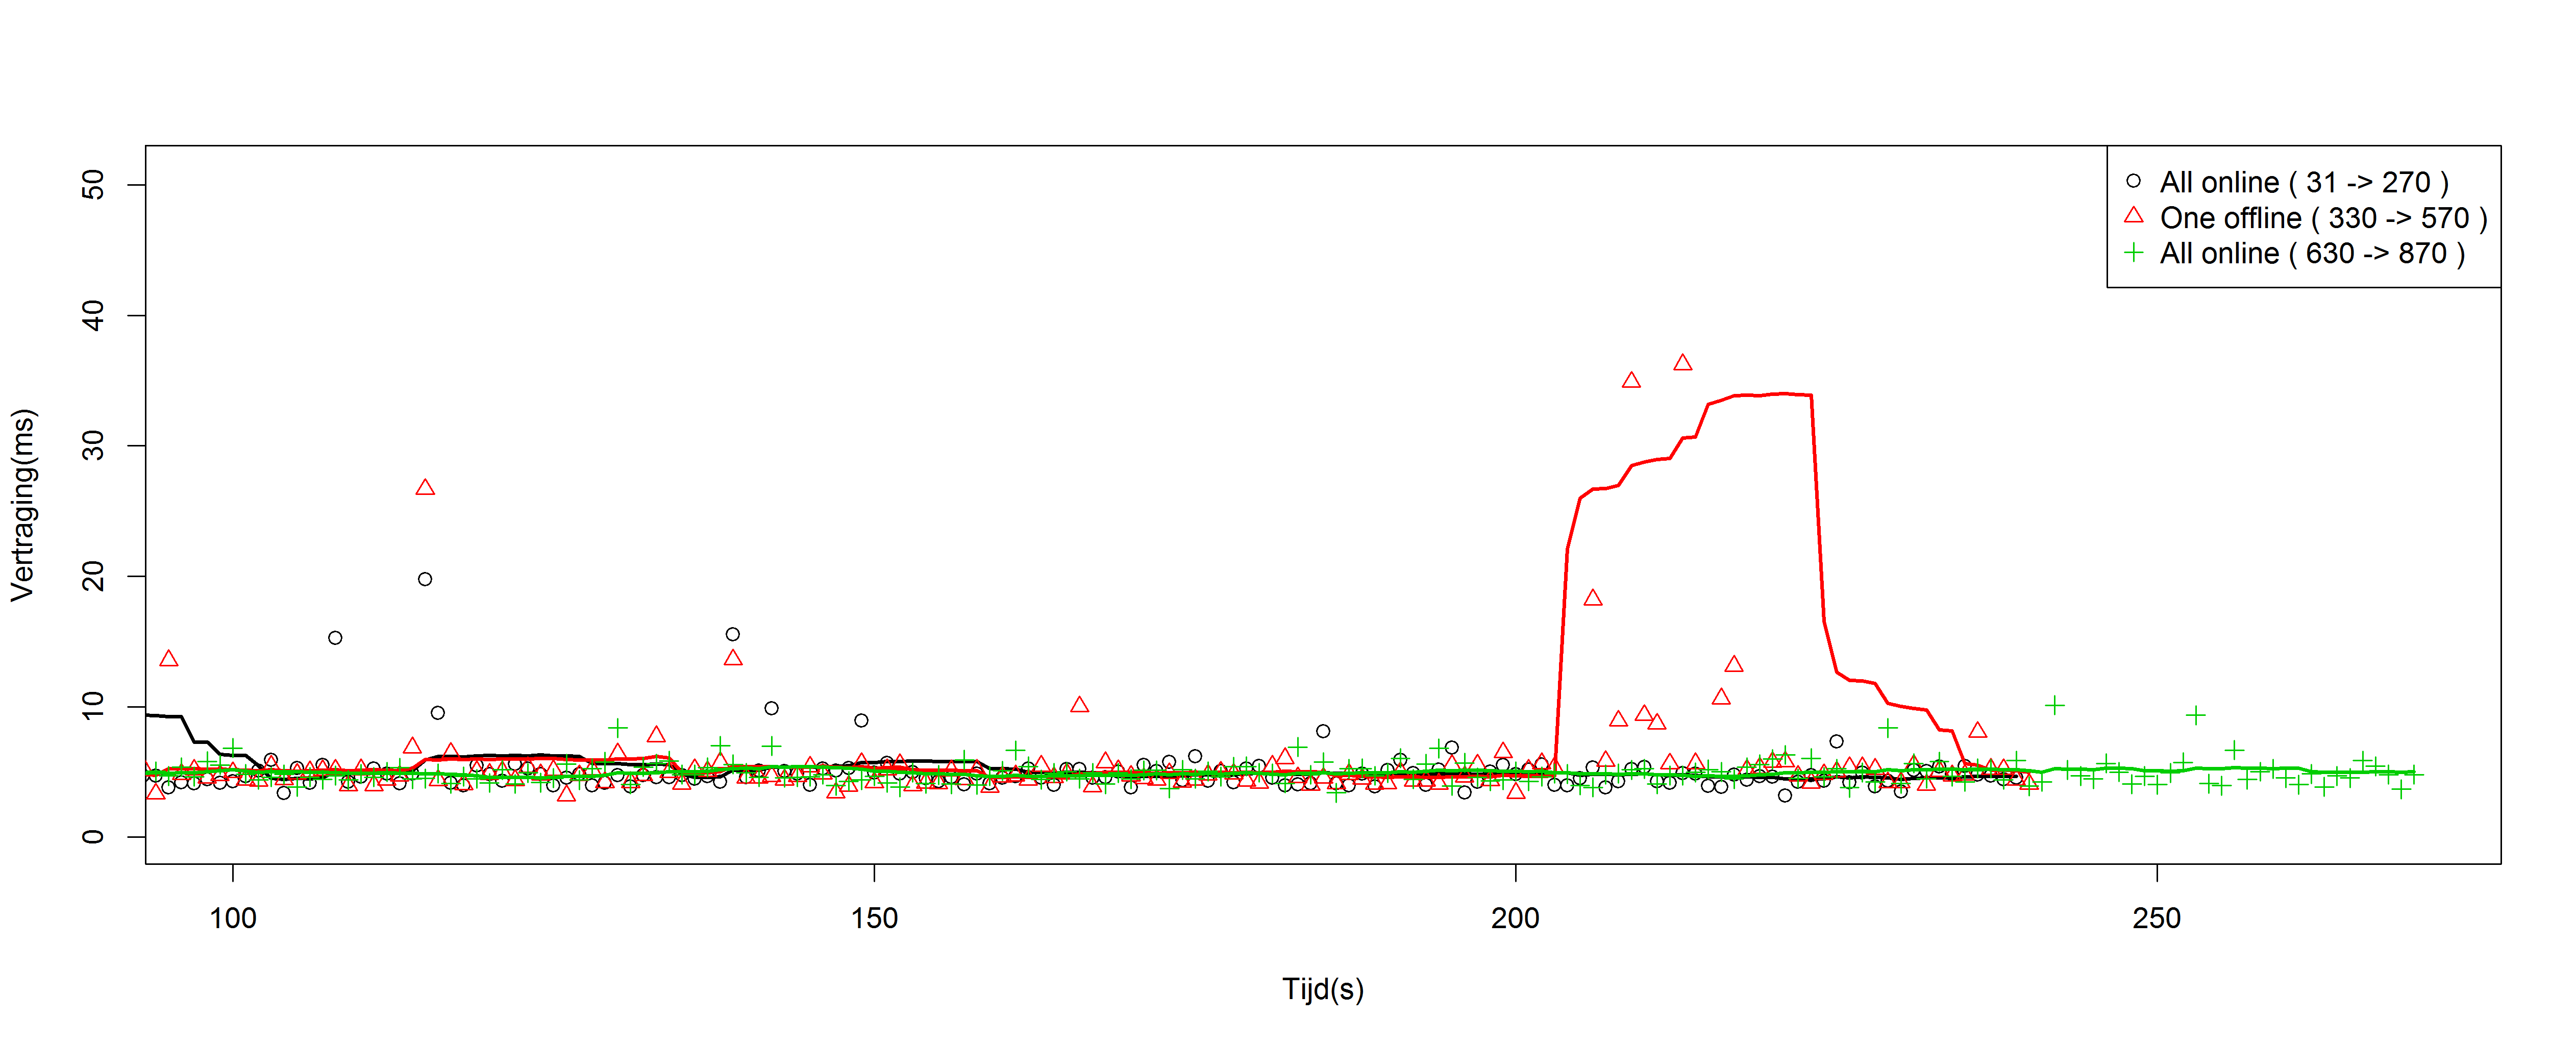 All online ( 31 -> 270 )
One offline ( 330 -> 570 )
All online ( 630 -> 870 )
Vertraging(ms)
50
40
30
20
10
0
100 150 200 250
Tijd(s)